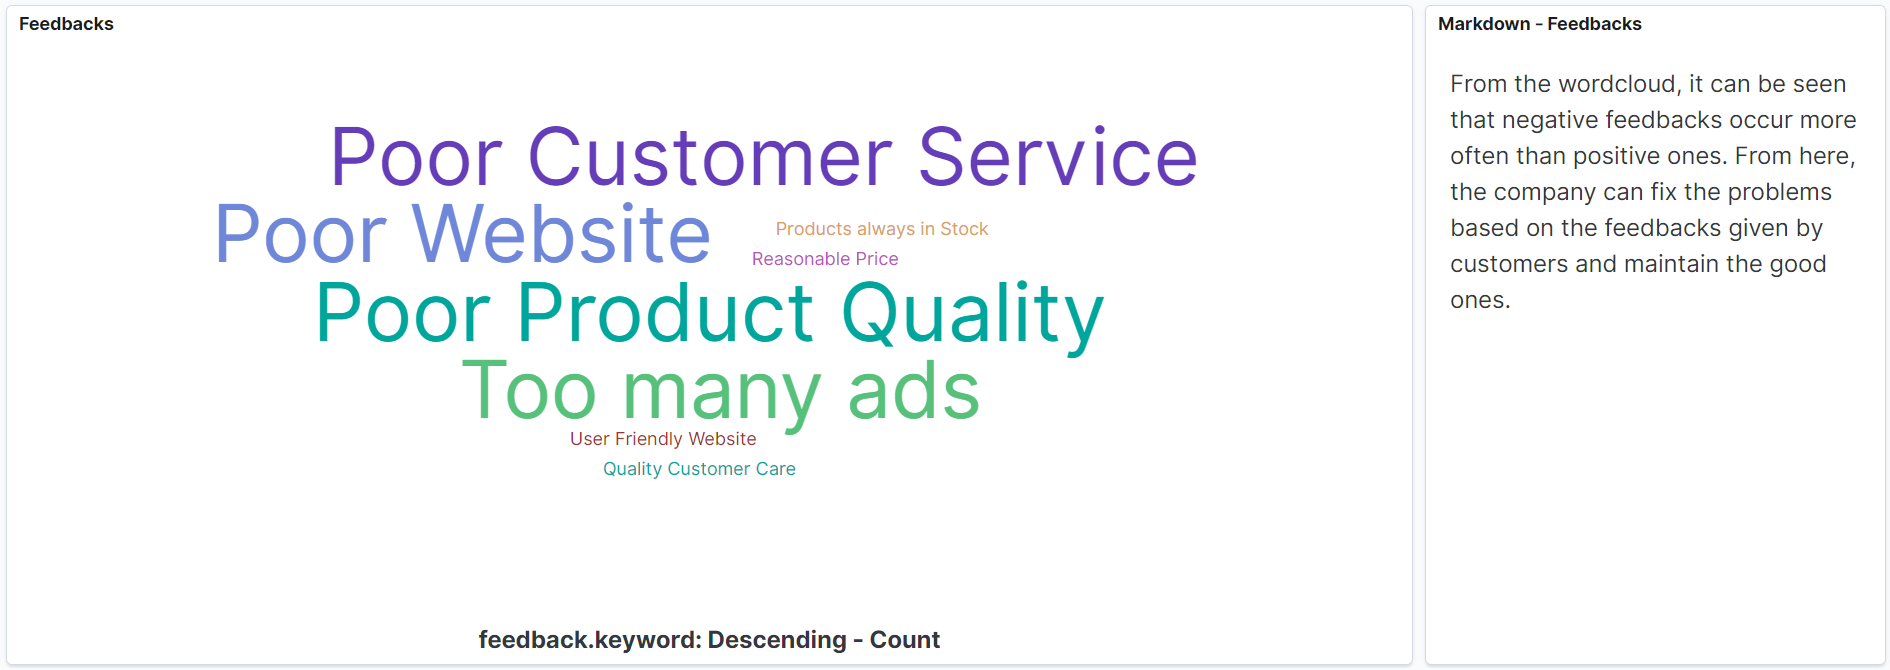 Feedbacks
Poor Customer Service
Poor Website
Products always in Stock
Reasonable Price
Poor Product Quality
Too many ads
User Friendly Website
Quality Customer Care
feedback.keyword: Descending - Count
Markdown - Feedbacks
From the wordcloud, it can be seen
that negative feedbacks occur more
often than positive ones. From here,
the company can fix the problems
based on the feedbacks given by
customers and maintain the good
ones.